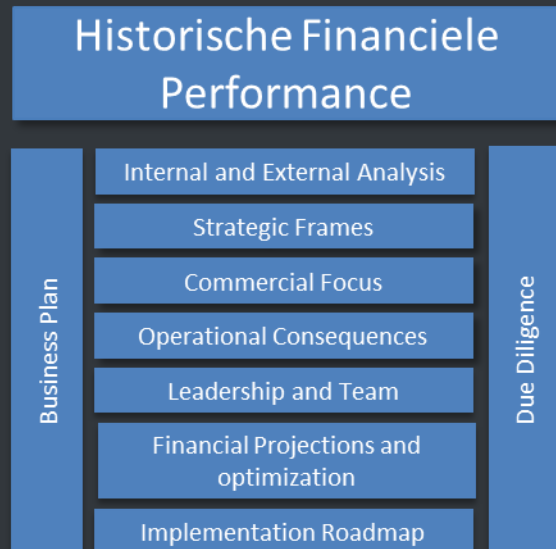 Historische Financiele
Performance
Business Plan
Internal and External Analysis
Strategic Frames
Commercial Focus
Operational Consequences
Leadership and Team
Financial Projections and
optimization
Implementation Roadmap
Due Diligence